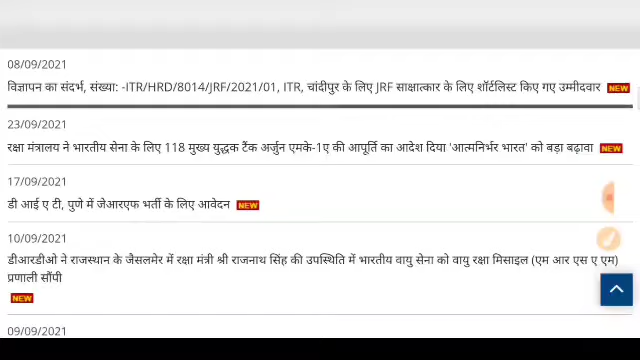 08/09/2021
विज्ञापन का संदर्भ, संख्या: -ITR/HRD/8014/JRF/2021/01, ITR, चांदीपुर के लिए JRF साक्षात्कार के लिए शॉर्टलिस्ट किए गए उम्मीदवार NEW
23/09/2021
रक्षा मंत्रालय ने भारतीय सेना के लिए 118 मुख्य युद्धक टैंक अर्जुन एमके-1ए की आपूर्ति का आदेश दिया 'आत्मनिर्भर भारत' को बड़ा बढ़ावा NEW
17/09/2021
डी आई ए टी, पुणे में जेआरएफ भर्ती के लिए आवेदन NEW
10/09/2021
डीआरडीओ ने राजस्थान के जैसलमेर में रक्षा मंत्री श्री राजनाथ सिंह की उपस्थिति में भारतीय वायु सेना को वायु रक्षा मिसाइल (एम आर एस ए एम)
प्रणाली सौंपी
NEW
09/09/2021